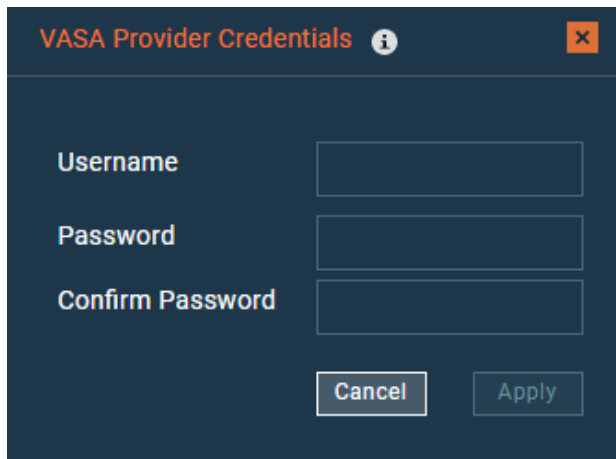 VASA Provider Credentials
Username
Password
Confirm Password
Cancel Apply